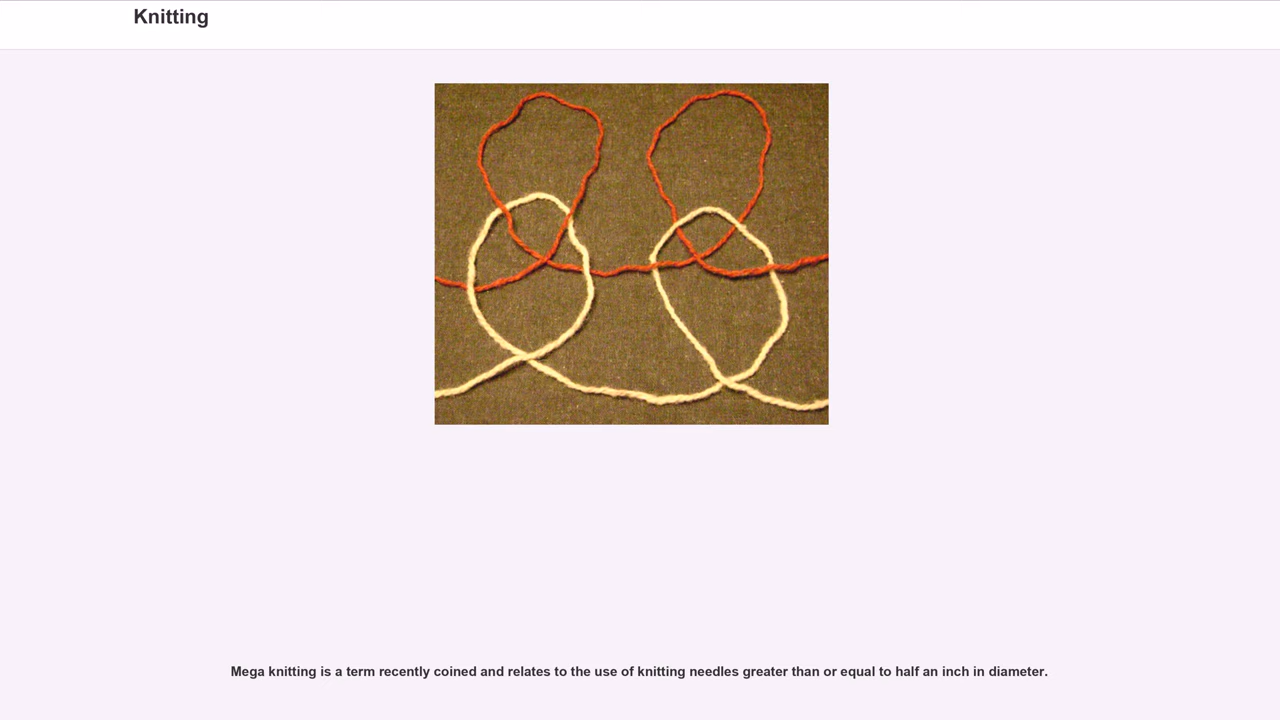 Knitting
Mega knitting is a term recently coined and relates to the use of knitting needles greater than or equal to half an inch in diameter.